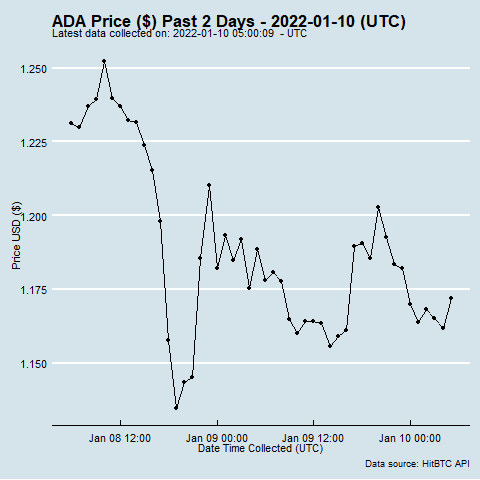 ADA Price ($) Past 2 Days - 2022-01-10 (UTC)
Latest data collected on: 2022-01-10 05:00:09  - UTC
1.250
1.225
1.200
1.175
1.150
Price USD ($)
Jan 08 12:00 Jan 09 00:00 Jan 09 12:00 Jan 10 00:00
Date Time Collected (UTC)
Data source: HitBTC API